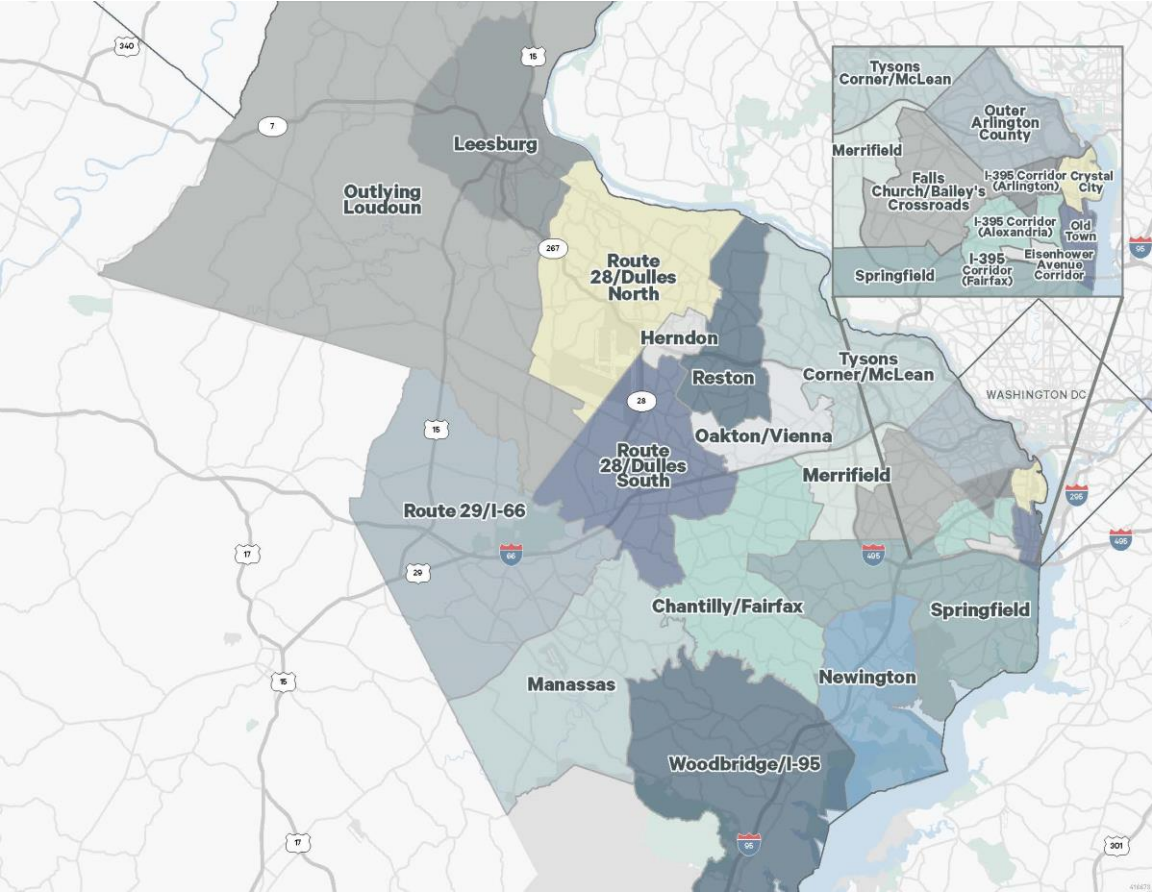 340
15
7
Leesburg
Outlying
Loudoun
267
Route
28/Dulles
North
Herndon
Reston
Tysons
Corner/McLean
28
15
Oakton/Vienna
Route
28/Dulles
South
Merrifield
Route 29/I-66
66
29
17
495
Chantilly/Fairfax
Springfield
15
Manassas
Newington
Woodbridge/I-95
17
95
301
WASHINGTON DC
295
495
95
Tysons
Corner/McLean
Outer
Arlington
County
Merrifield
Falls
Church/Bailey's
Crossroads
I-395 Corridor
(Arlington)
Crystal
City
I-395 Corridor
(Alexandria)
Old
Town
I-395
Corridor
(Fairfax)
Eisenhower
Avenue
Corridor
Springfield